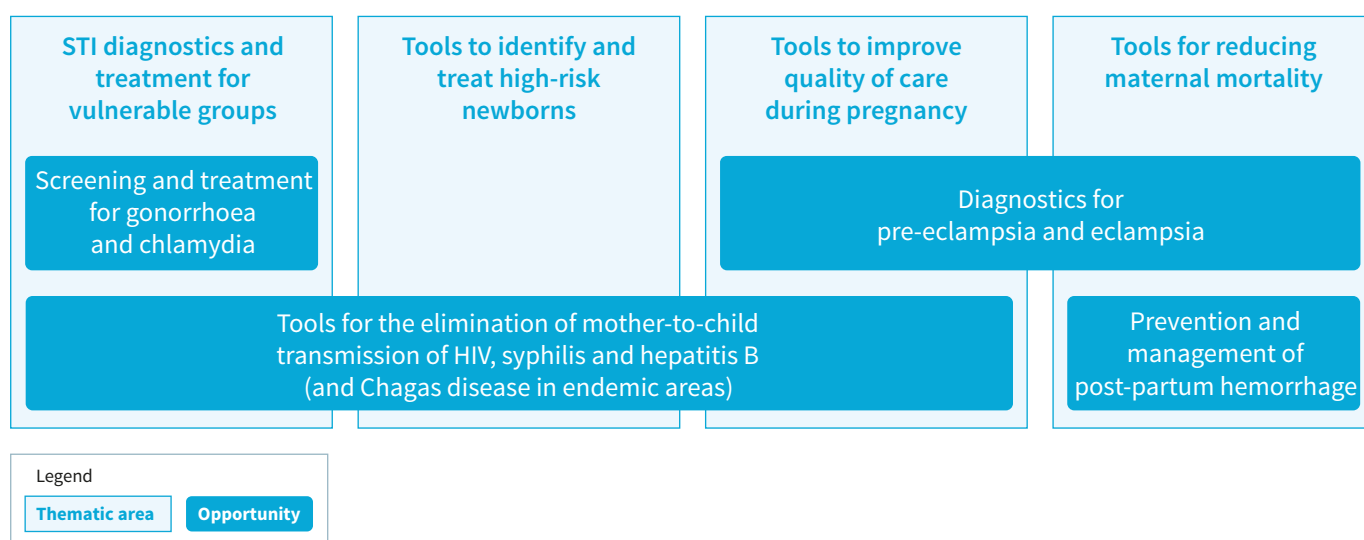 STI diagnostics and
treatment for
vulnerable groups
Tools to identify and
treat high-risk
newborns
Tools to improve
quality of care
during pregnancy
Tools for reducing
maternal mortality
Screening and treatment
for gonorrhoea
and chlamydia
Diagnostics for
pre-eclampsia and eclampsia
Tools for the elimination of mother-to-child
transmission of HIV, syphilis and hepatitis B
(and Chagas disease in endemic areas)
Prevention and
management of
post-partum hemorrhage
Legend
Thematic area
Opportunity